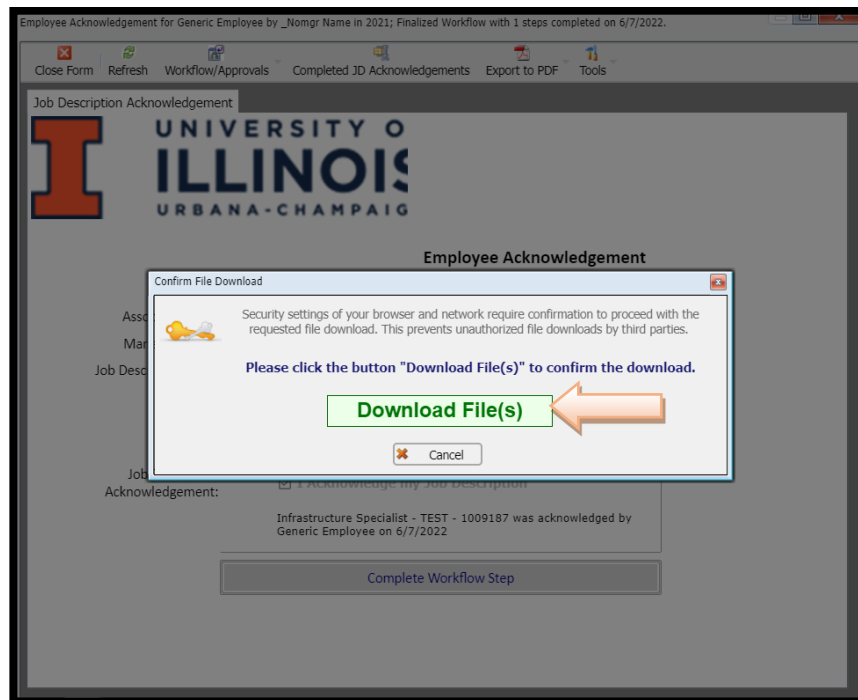 Employee Acknowledgement for Generic Employee by _Nomgr Name in 2021; Finalized Workflow with 1 steps completed on 6/7/2022.
Close Form Refresh Workflow/Approvals Completed JD Acknowledgements Export to PDF Tools
Job Description Acknowledgement
UNIVERSITY O
ILLINOIS
URBANA-CHAMPAIG
Employee Acknowledgement
Confirm File Download
Security settings of your browser and network require confirmation to proceed with the
requested file download. This prevents unauthorized file downloads by third parties.
Please click the button "Download File(s)" to confirm the download.
Download File(s)
Cancel
Job
Acknowledgement:
I Acknowledge my Job Description
Infrastructure Specialist - TEST - 1009187 was acknowledged by
Generic Employee on 6/7/2022
Complete Workflow Step